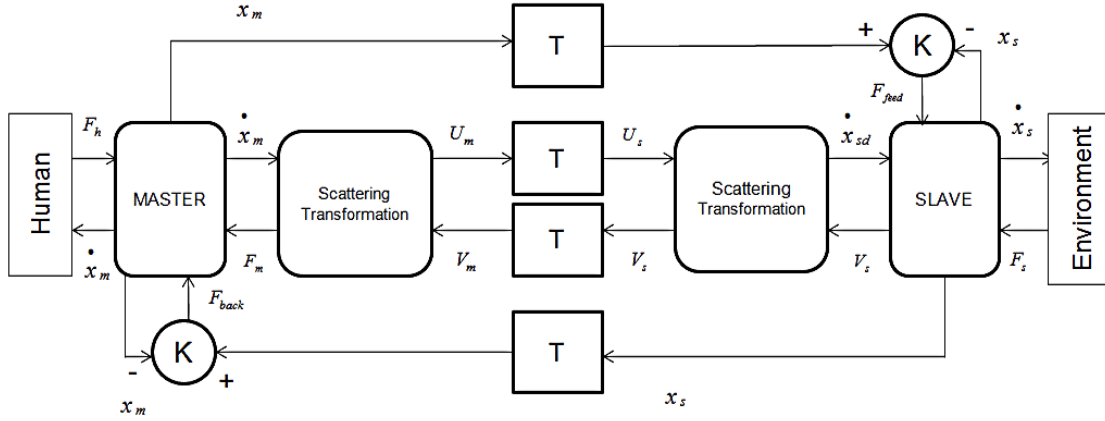 x_m
T
+
K
-
x_s
F_feed
Human
F_h
MASTER
ẋ_m
Scattering
Transformation
U_m
T
U_s
Scattering
Transformation
ẋ_sd
SLAVE
ẋ_s
Environment
ẋ_m
F_m
V_m
T
V_s
V_s
F_s
F_back
-
K
+
T
x_m
x_s